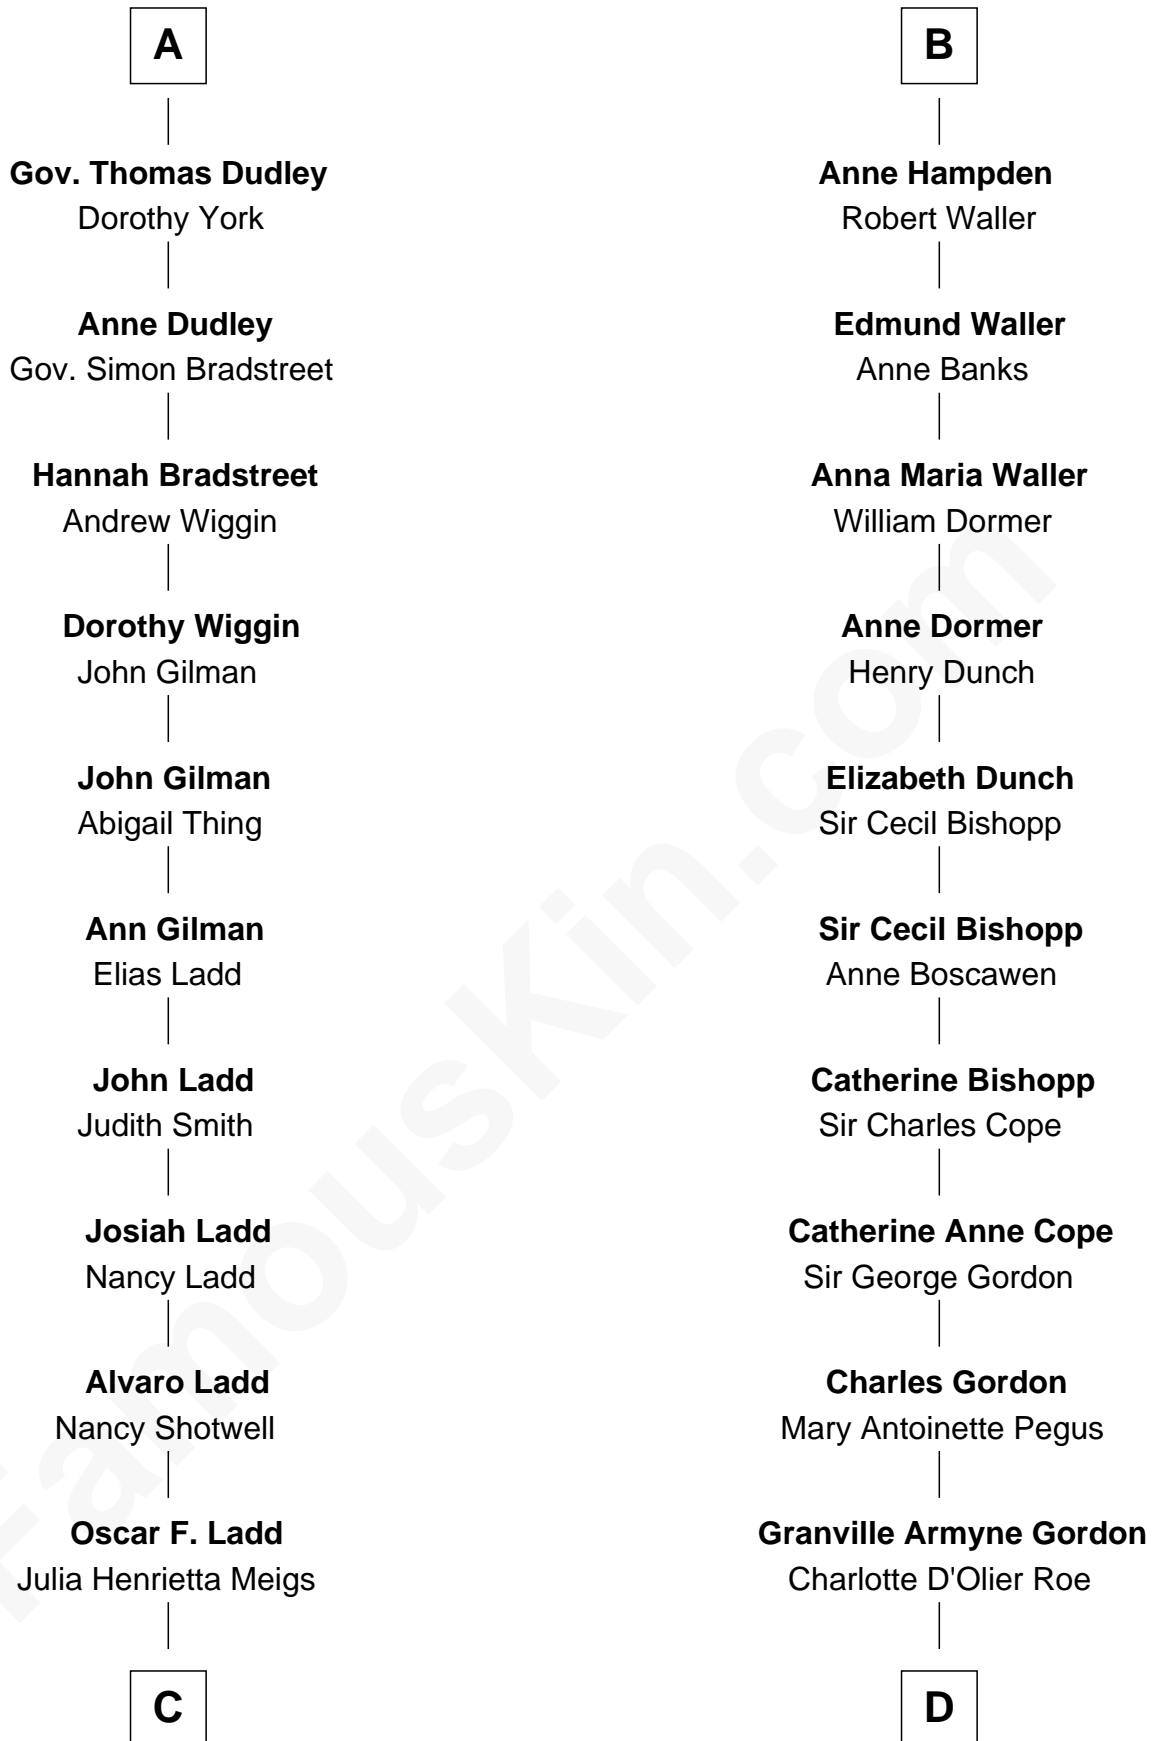 A
Gov. Thomas Dudley
Dorothy York
Anne Dudley
Gov. Simon Bradstreet
Hannah Bradstreet
Andrew Wiggin
Dorothy Wiggin
John Gilman
John Gilman
Abigail Thing
Ann Gilman
Elias Ladd
John Ladd
Judith Smith
Josiah Ladd
Nancy Ladd
Alvaro Ladd
Nancy Shotwell
Oscar F. Ladd
Julia Henrietta Meigs
C
B
Anne Hampden
Robert Waller
Edmund Waller
Anne Banks
Anna Maria Waller
William Dormer
Anne Dormer
Henry Dunch
Elizabeth Dunch
Sir Cecil Bishopp
Sir Cecil Bishopp
Anne Boscawen
Catherine Bishopp
Sir Charles Cope
Catherine Anne Cope
Sir George Gordon
Charles Gordon
Mary Antoinette Pegus
Granville Armyne Gordon
Charlotte D'Olier Roe
D
FamousKin.com